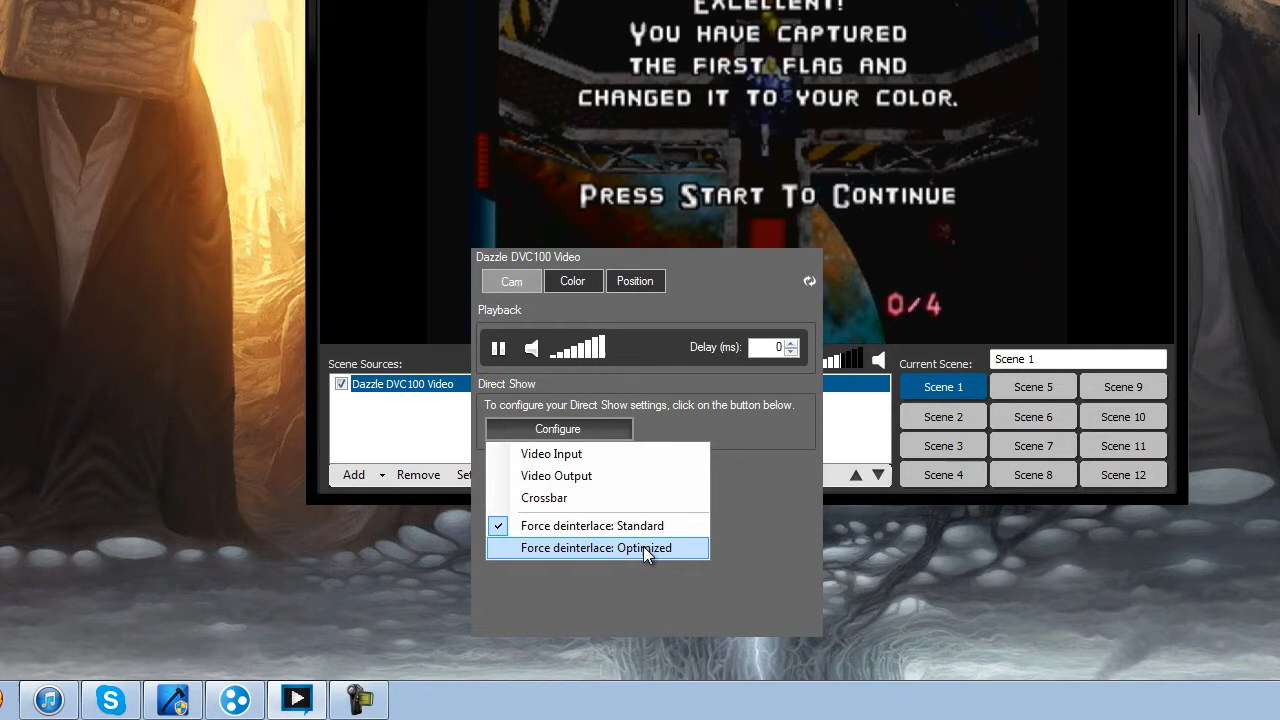 EXCELLENT!
YOU HAVE CAPTURED
THE FIRST FLAG AND
CHANGED IT TO YOUR COLOR.
PRESS START TO CONTINUE
0/4
Dazzle DVC100 Video
Cam Color Position
Playback
Delay (ms): 0
Direct Show
To configure your Direct Show settings, click on the button below.
Configure
Video Input
Video Output
Crossbar
Force deinterlace: Standard
Force deinterlace: Optimized
Scene Sources:
Dazzle DVC100 Video
Add Remove
Current Scene: Scene 1
Scene 1 Scene 5 Scene 9
Scene 2 Scene 6 Scene 10
Scene 3 Scene 7 Scene 11
Scene 4 Scene 8 Scene 12